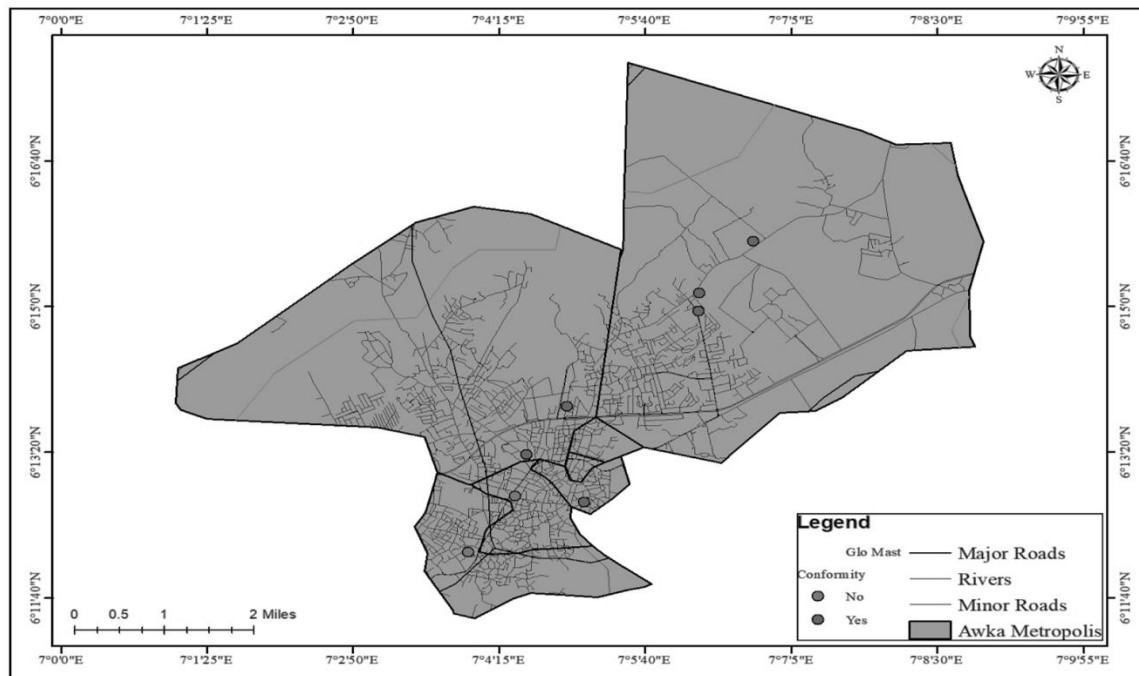 7°0'0"E 7°1'25"E 7°2'50"E 7°4'15"E 7°5'40"E 7°7'5"E 7°8'30"E 7°9'55"E
N
W E
S
6°16'40"N 6°16'40"N
6°15'0"N 6°15'0"N
6°13'20"N 6°13'20"N
6°11'40"N 6°11'40"N
Legend
Glo Mast
Conformity
No
Yes
Major Roads
Rivers
Minor Roads
Awka Metropolis
0 0.5 1 2 Miles
7°0'0"E 7°1'25"E 7°2'50"E 7°4'15"E 7°5'40"E 7°7'5"E 7°8'30"E 7°9'55"E